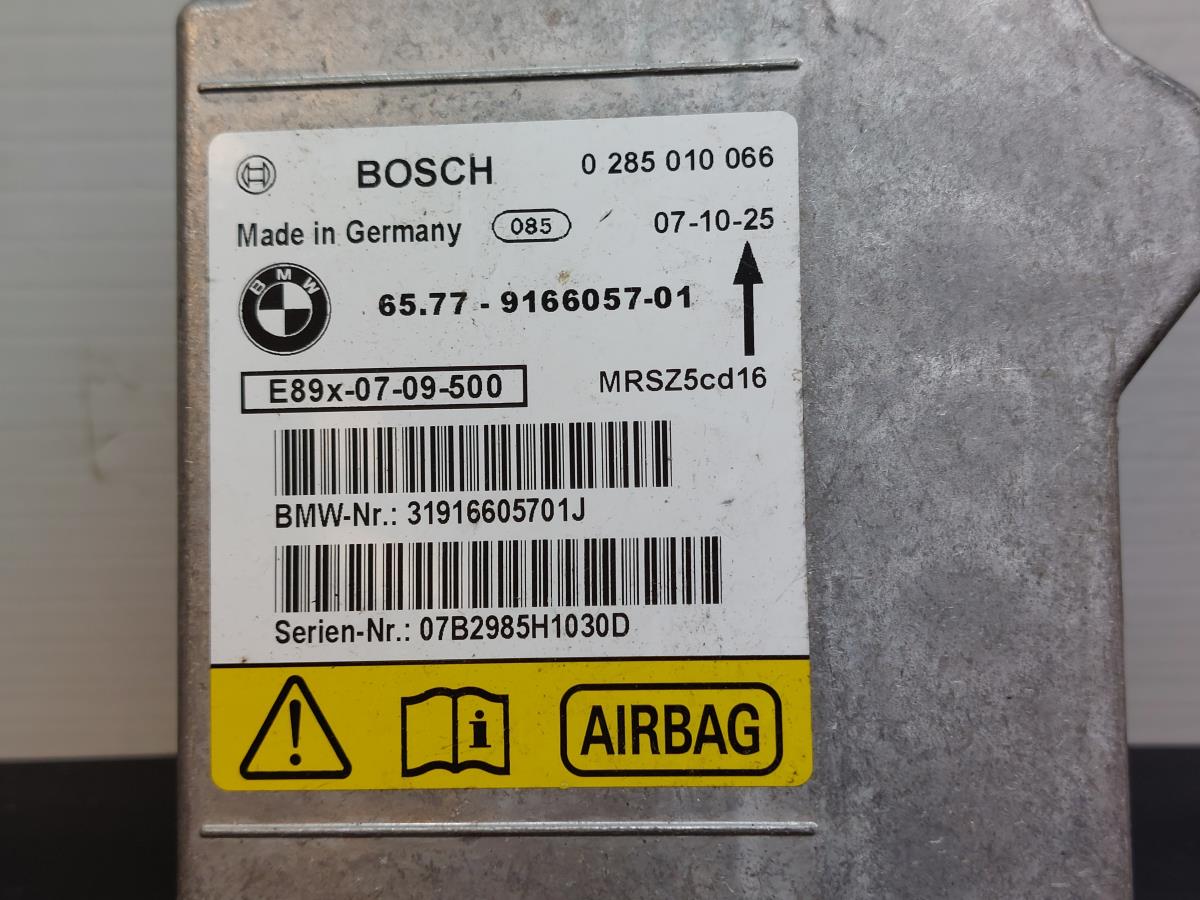 BOSCH 0 285 010 066
Made in Germany 085 07-10-25
BMW
65.77 - 9166057-01
E89x-07-09-500 MRSZ5cd16
BMW-Nr.: 31916605701J
Serien-Nr.: 07B2985H1030D
! i AIRBAG